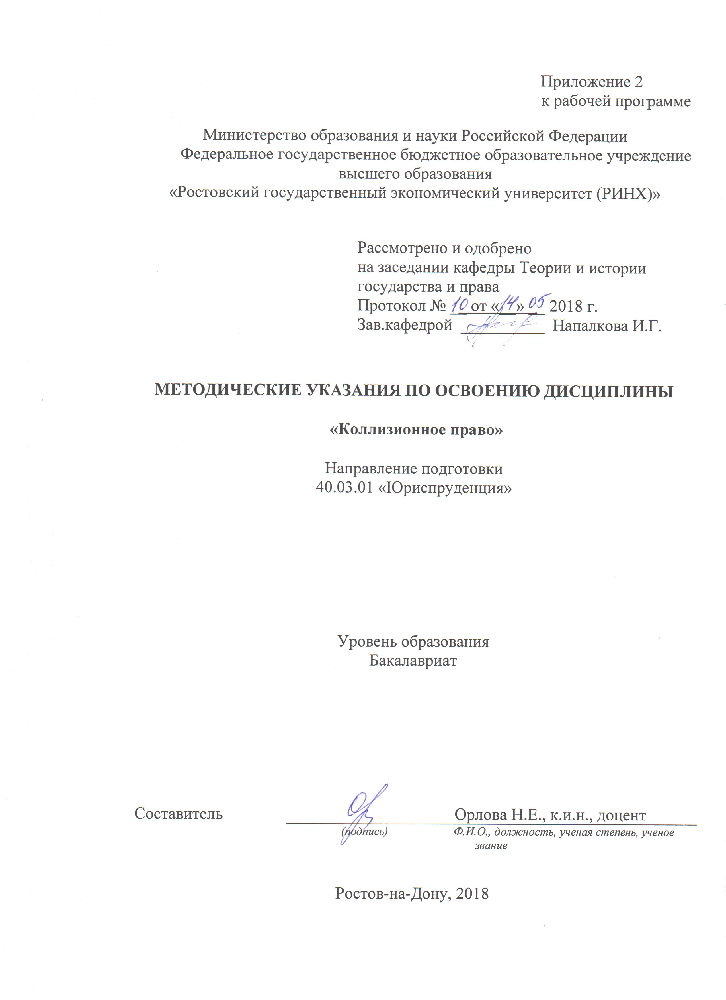 Приложение 2
к рабочей программе
Министерство образования и науки Российской Федерации
Федеральное государственное бюджетное образовательное учреждение
высшего образования
«Ростовский государственный экономический университет (РИНХ)»
Рассмотрено и одобрено
на заседании кафедры Теории и истории
государства и права
Протокол № 10 от «14» 05 2018 г.
Зав.кафедрой Напалкова И.Г.
МЕТОДИЧЕСКИЕ УКАЗАНИЯ ПО ОСВОЕНИЮ ДИСЦИПЛИНЫ
«Коллизионное право»
Направление подготовки
40.03.01 «Юриспруденция»
Уровень образования
Бакалавриат
Составитель Орлова Н.Е., к.и.н., доцент
(подпись) Ф.И.О., должность, ученая степень, ученое
звание
Ростов-на-Дону, 2018